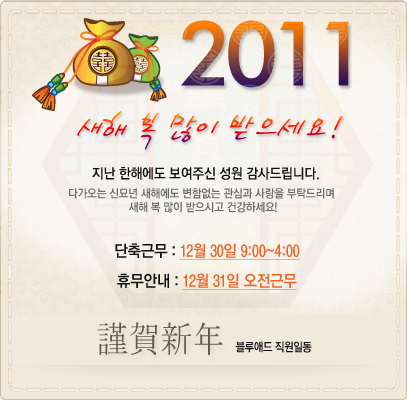 2011
새해 복 많이 받으세요!
지난 한해에도 보여주신 성원 감사드립니다.
다가오는 신묘년 새해에도 변함없는 관심과 사랑을 부탁드리며
새해 복 많이 받으시고 건강하세요!
단축근무 : 12월 30일 9:00~4:00
휴무안내 : 12월 31일 오전근무
謹賀新年 블루애드 직원일동